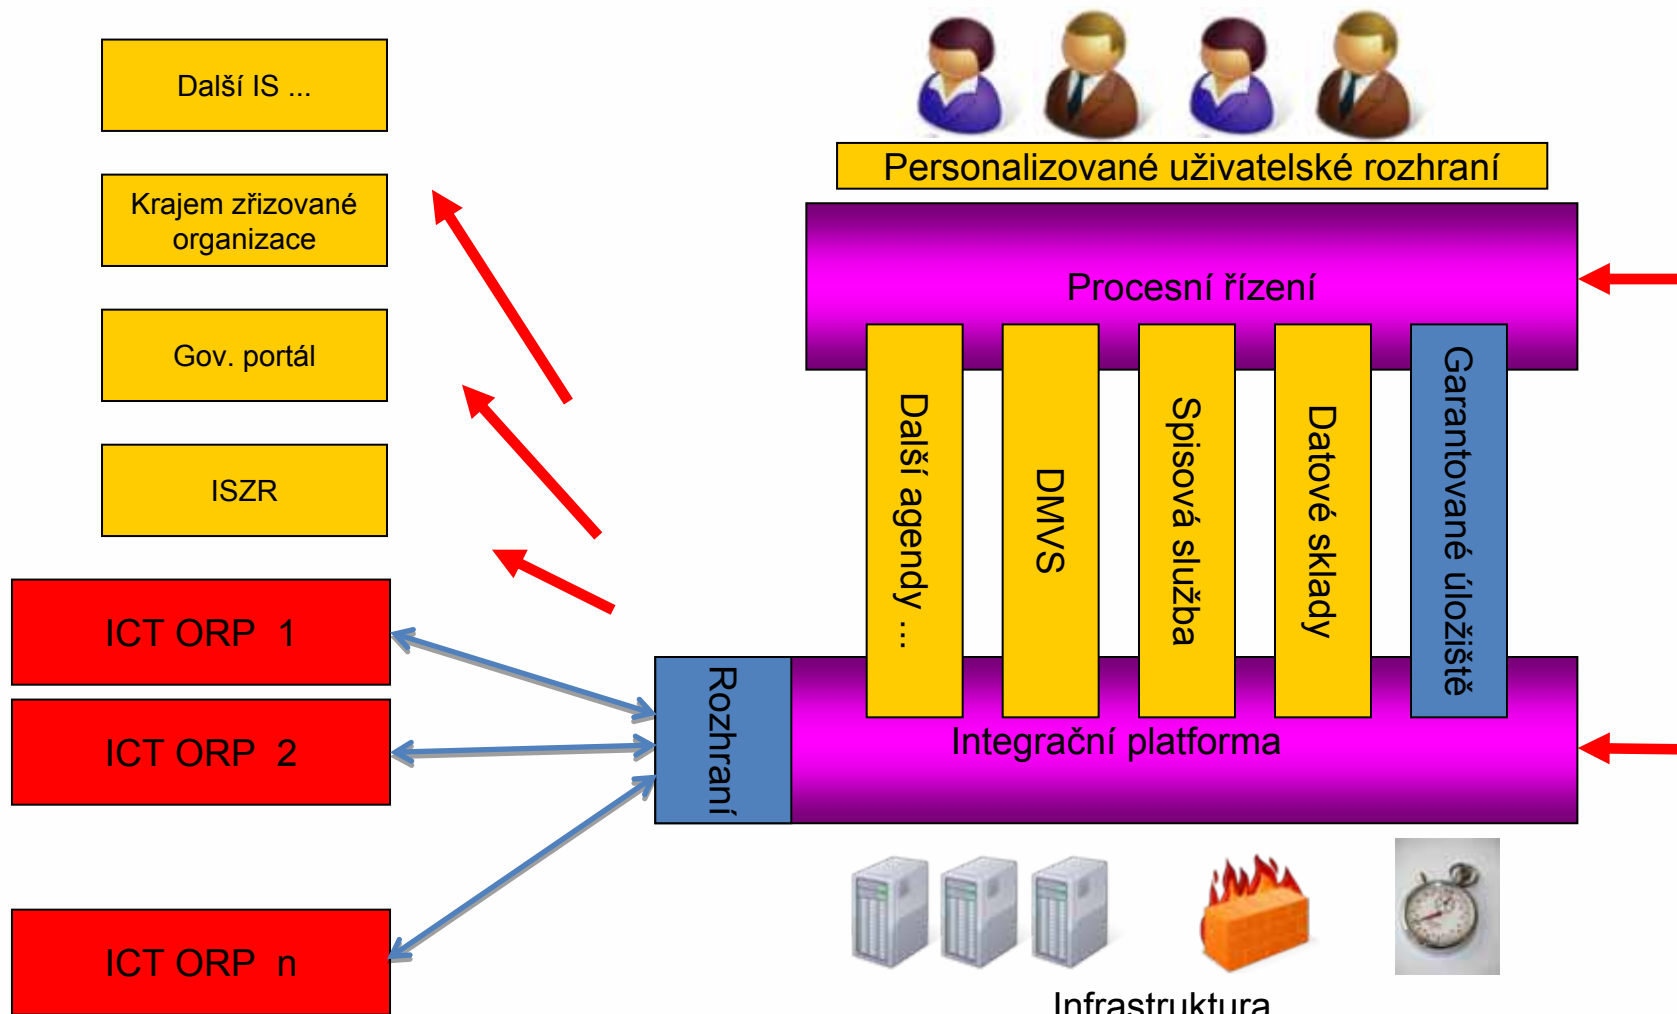 Další IS ...
Krajem zřizované
organizace
Gov. portál
ISZR
ICT ORP  1
ICT ORP  2
ICT ORP  n
Personalizované uživatelské rozhraní
Procesní řízení
Další agendy ...
DMVS
Spisová služba
Datové sklady
Garantované úložiště
Rozhraní
Integrační platforma
Infrastruktura